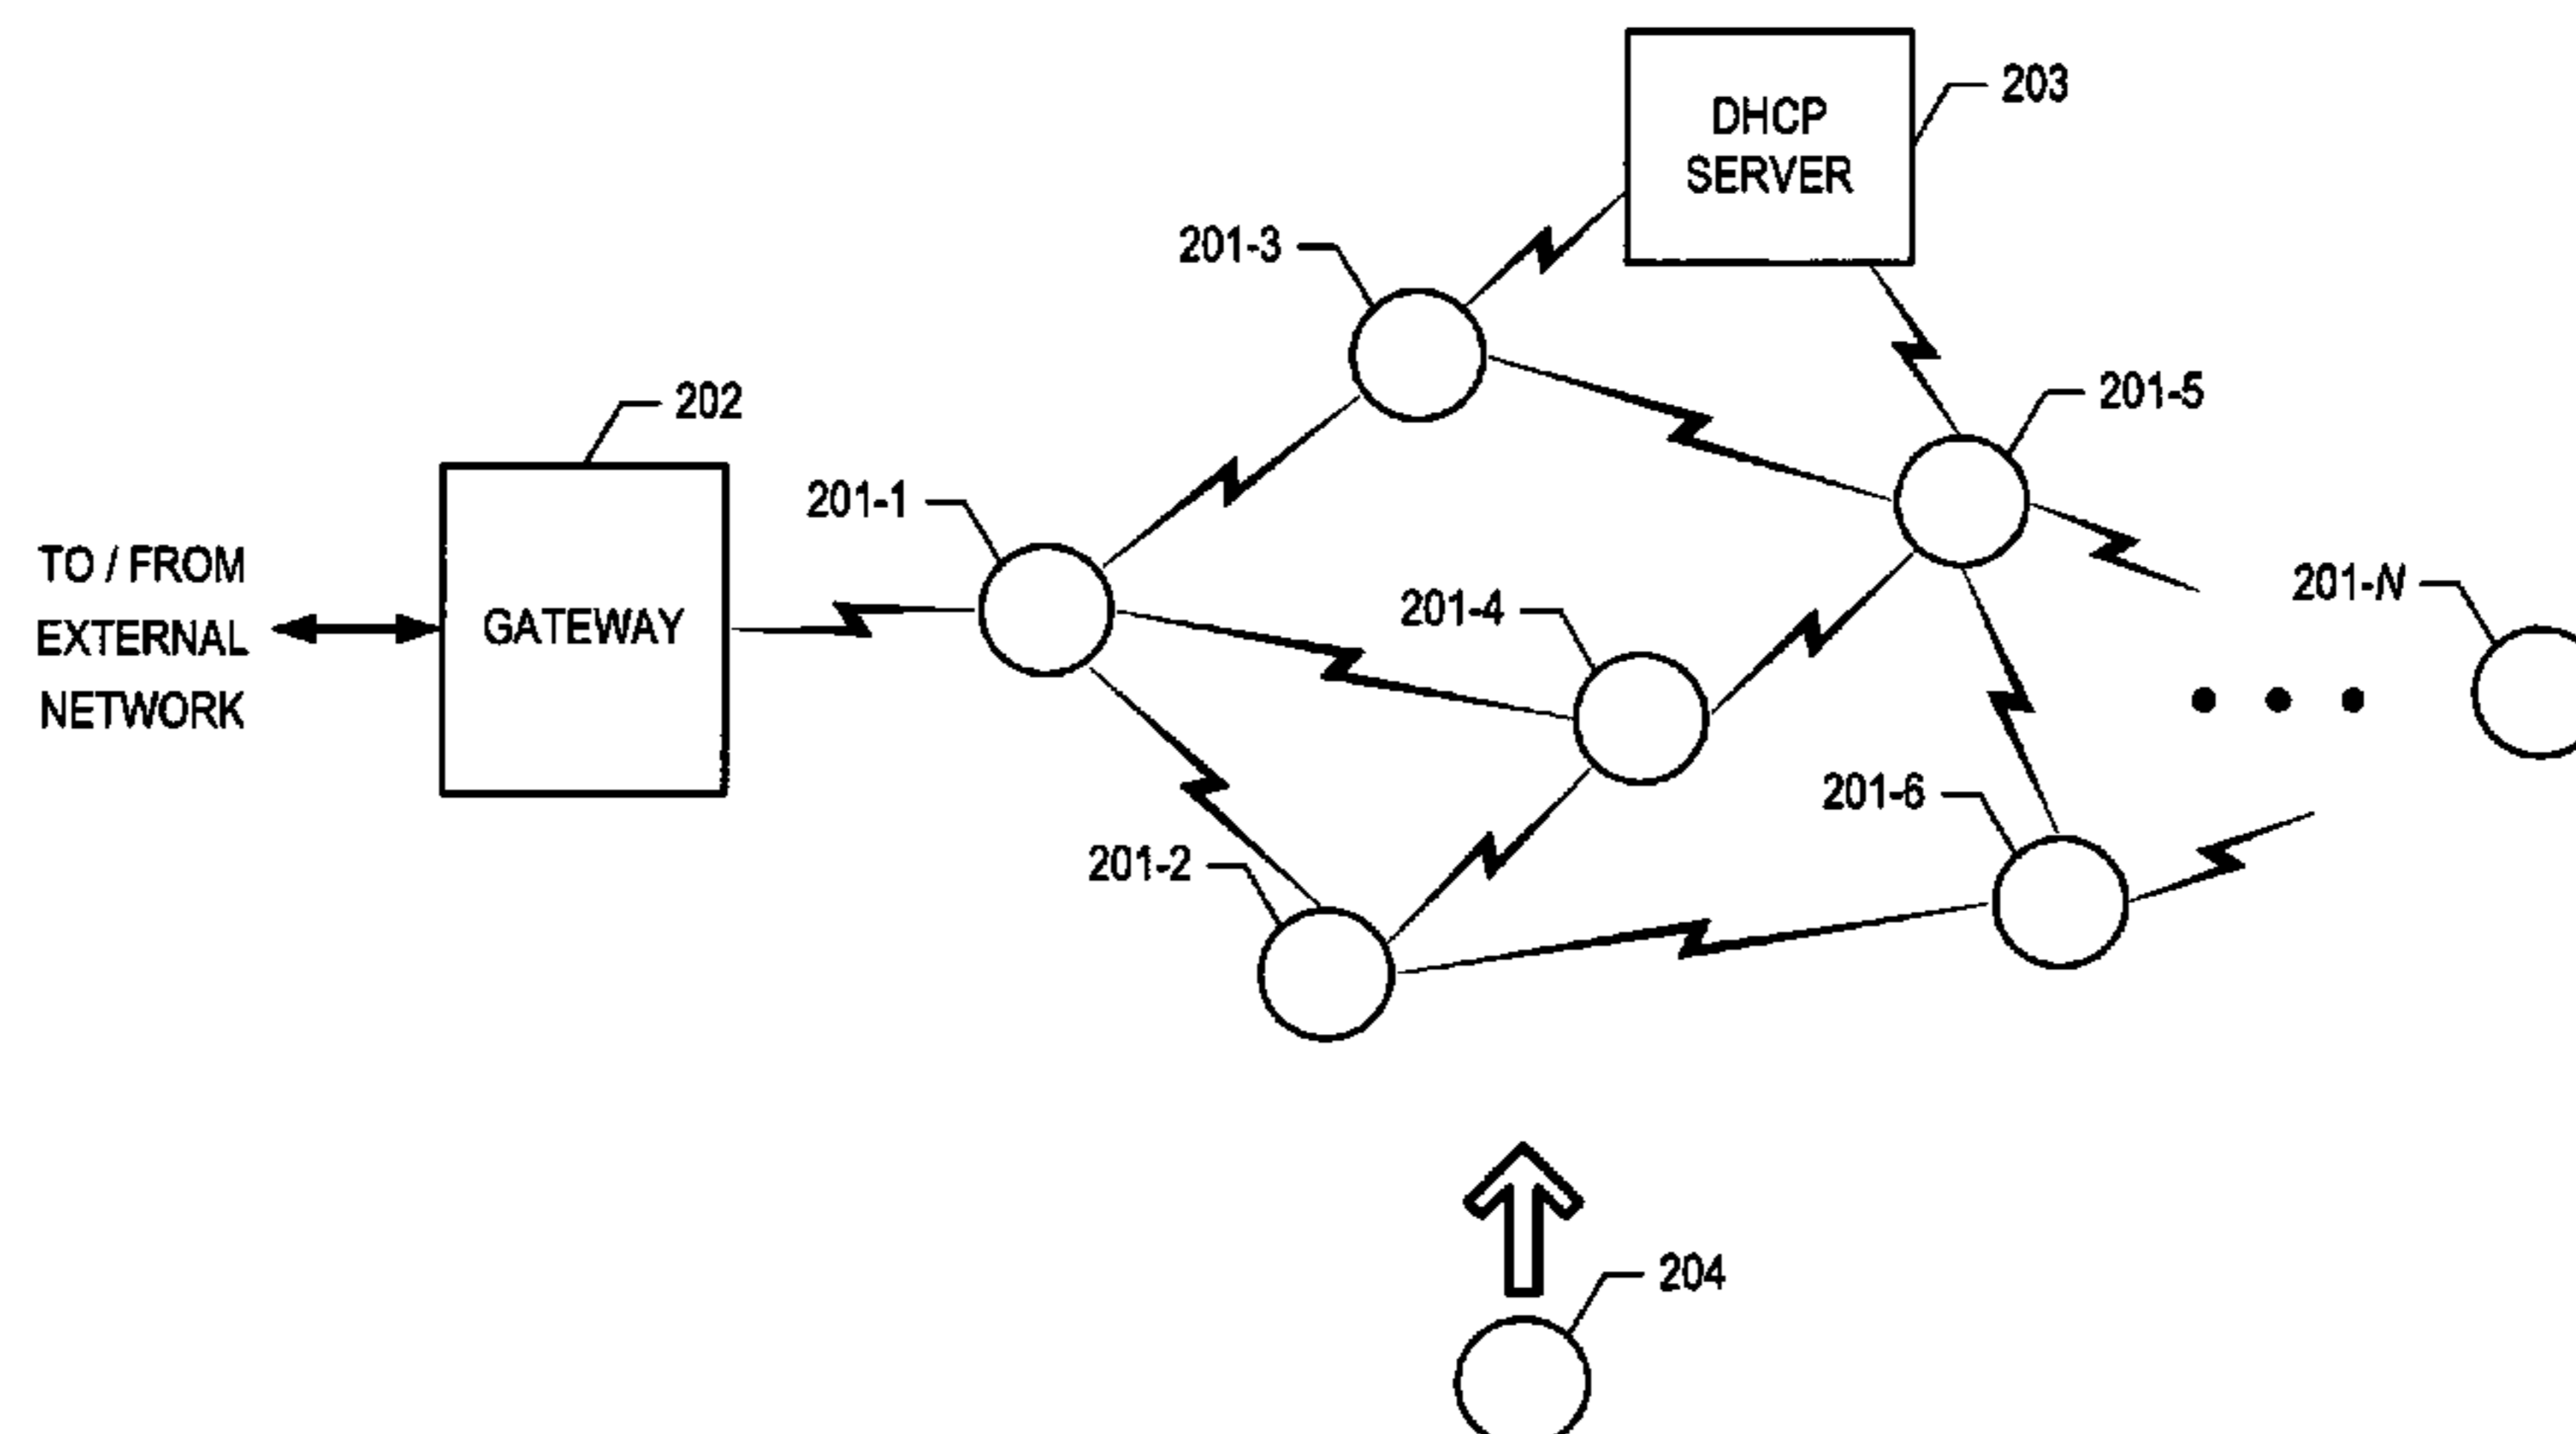 203
DHCP
SERVER
201-3
202
201-5
201-1
TO / FROM
EXTERNAL
NETWORK
GATEWAY
201-4
201-N
201-6
201-2
204